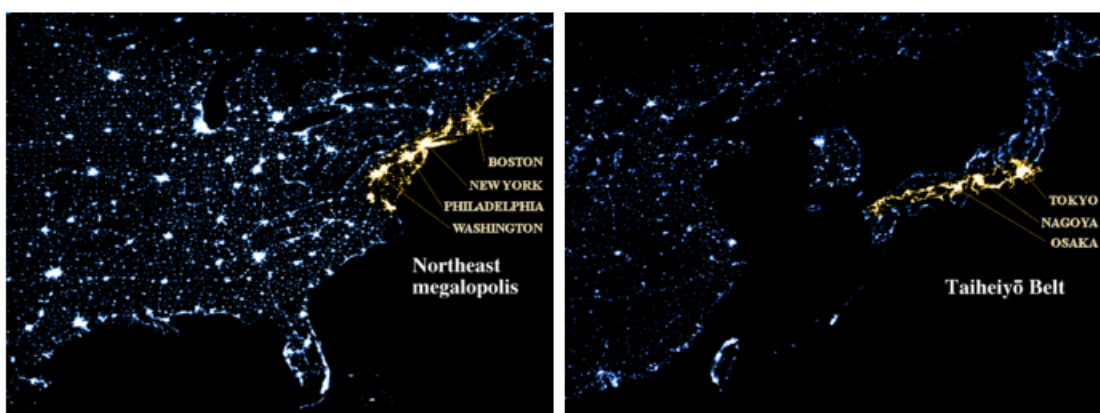 BOSTON
NEW YORK
PHILADELPHIA
WASHINGTON
Northeast
megalopolis
TOKYO
NAGOYA
OSAKA
Taiheiyō Belt